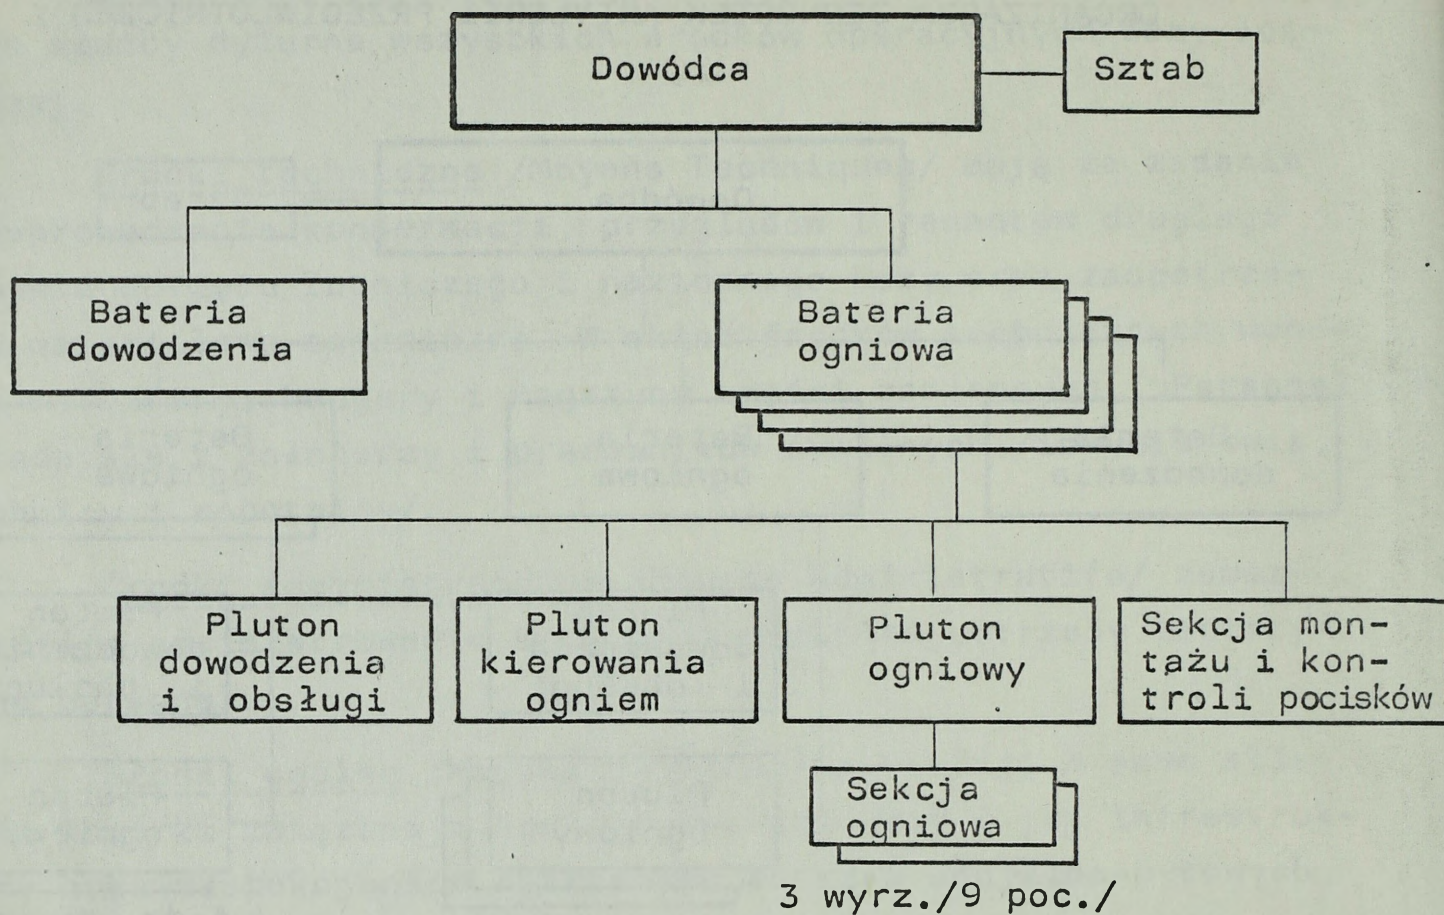 Dowódca
Sztab
Bateria
dowodzenia
Bateria
ogniowa
Pluton
dowodzenia
i obsługi
Pluton
kierowania
ogniem
Pluton
ogniowy
Sekcja mon-
tażu i kon-
troli pocisków
Sekcja
ogniowa
3 wyrz./9 poc./